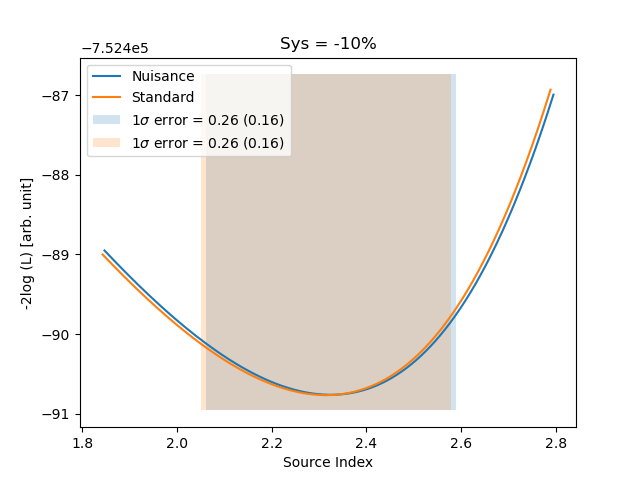 Sys = -10%
−7.524e5
Nuisance
Standard
1σ error = 0.26 (0.16)
1σ error = 0.26 (0.16)
-2log (L) [arb. unit]
−87
−88
−89
−90
−91
1.8 2.0 2.2 2.4 2.6 2.8
Source Index